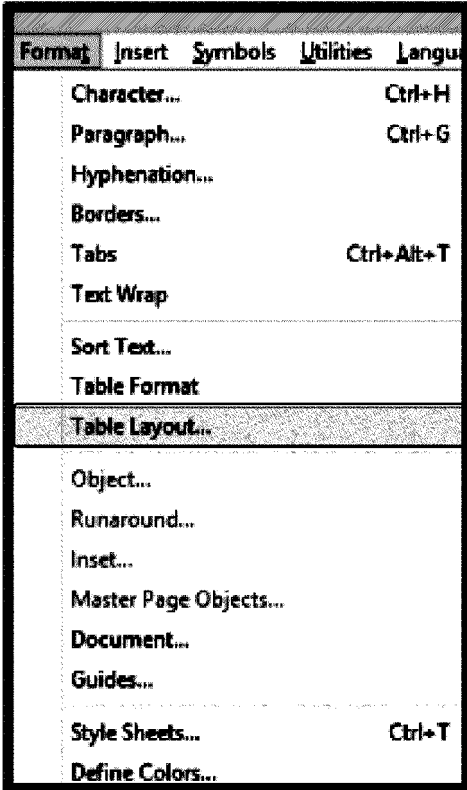 Format Insert Symbols Utilities Langu
Character... Ctrl+H
Paragraph... Ctrl+G
Hyphenation...
Borders...
Tabs Ctrl+Alt+T
Text Wrap
Sort Text...
Table Format
Table Layout...
Object...
Runaround...
Inset...
Master Page Objects...
Document...
Guides...
Style Sheets... Ctrl+T
Define Colors...